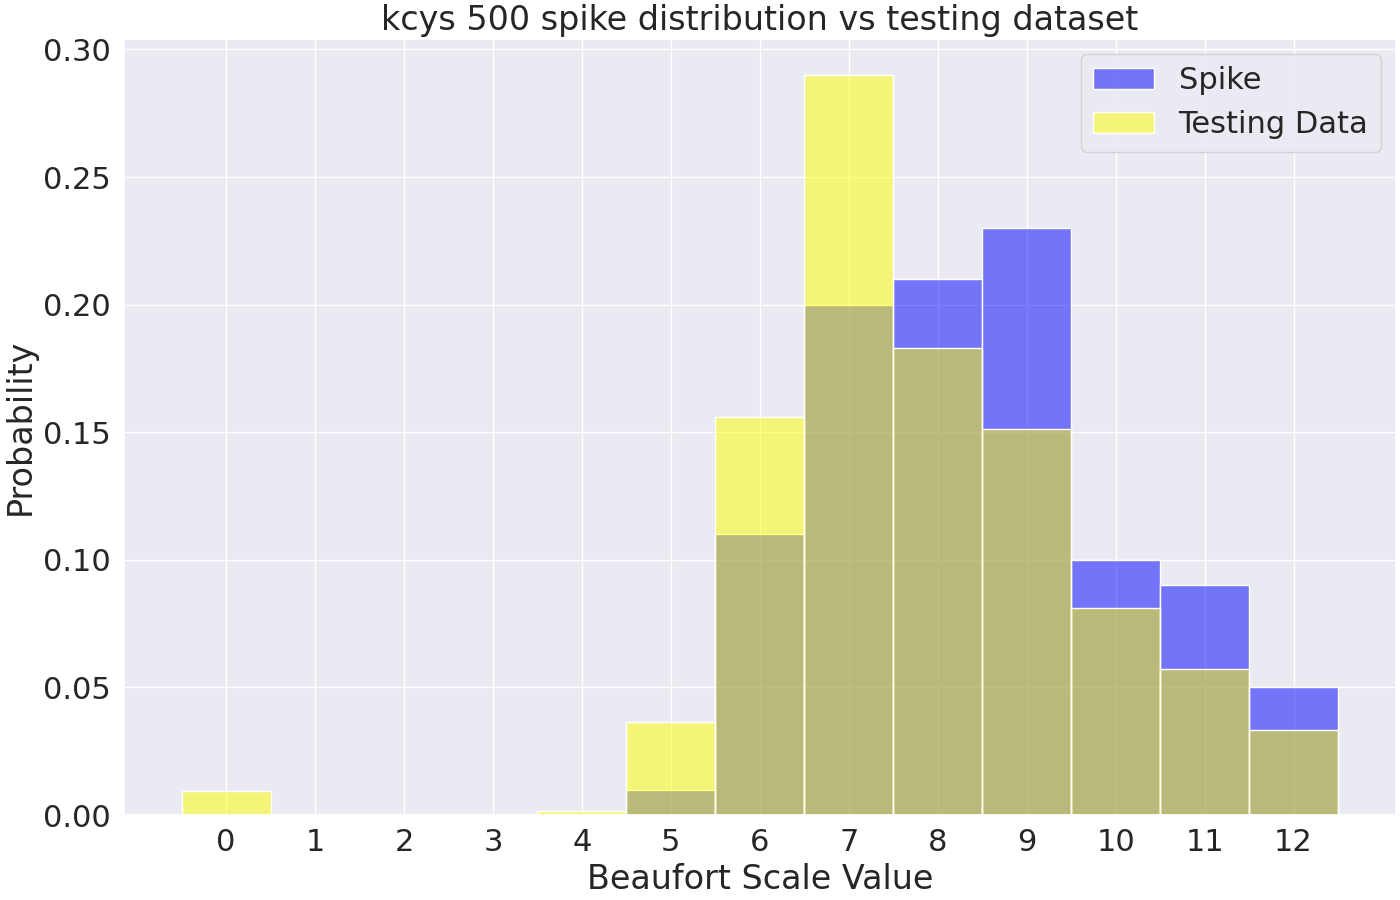 kcys 500 spike distribution vs testing dataset
Spike
Testing Data
0.30
0.25
0.20
0.15
0.10
0.05
0.00
Probability
0 1 2 3 4 5 6 7 8 9 10 11 12
Beaufort Scale Value